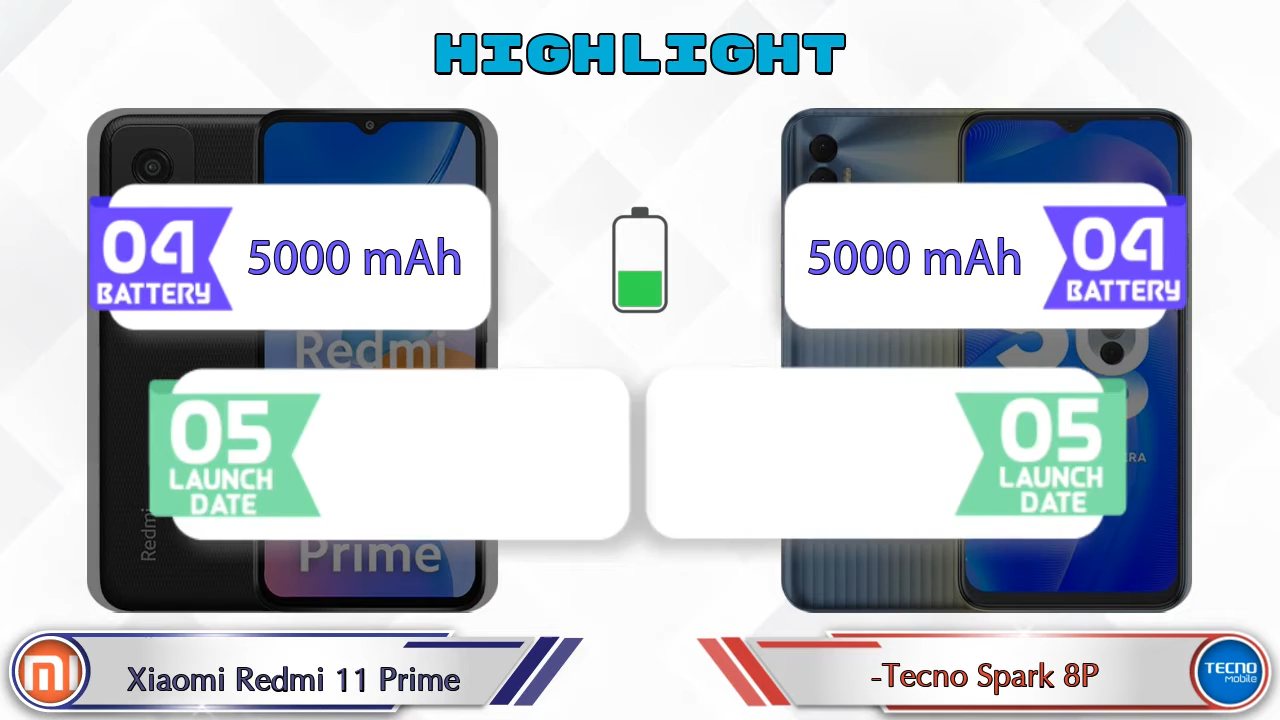 HIGHLIGHT
04
BATTERY
5000 mAh
5000 mAh
04
BATTERY
Redmi
05
LAUNCH
DATE
05
LAUNCH
DATE
Redmi
Prime
Xiaomi Redmi 11 Prime
-Tecno Spark 8P
TECNO
Mobile